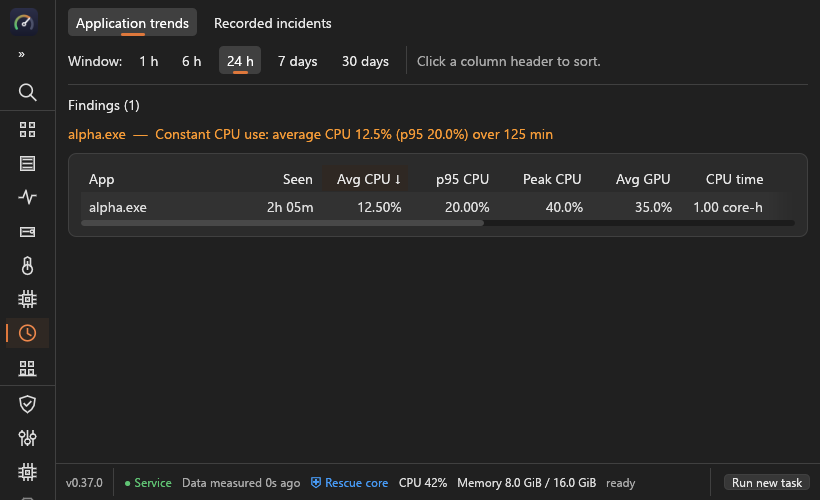 Application trends Recorded incidents
»
Window: 1 h 6 h 24 h 7 days 30 days Click a column header to sort.
Findings (1)
alpha.exe — Constant CPU use: average CPU 12.5% (p95 20.0%) over 125 min
App Seen Avg CPU ↓ p95 CPU Peak CPU Avg GPU CPU time
alpha.exe 2h 05m 12.50% 20.00% 40.0% 35.0% 1.00 core-h
v0.37.0 ● Service Data measured 0s ago Rescue core CPU 42% Memory 8.0 GiB / 16.0 GiB ready Run new task